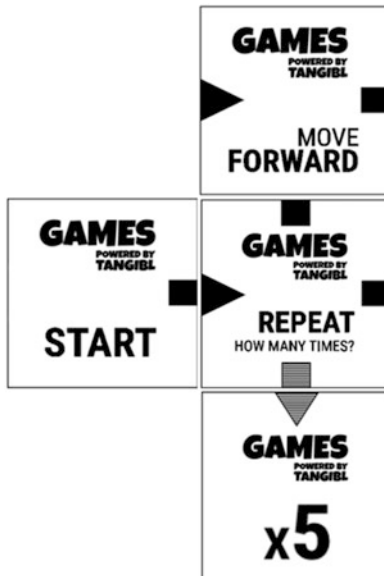 GAMES
POWERED BY
TANGIBL
MOVE
FORWARD
GAMES
POWERED BY
TANGIBL
START
GAMES
POWERED BY
TANGIBL
REPEAT
HOW MANY TIMES?
GAMES
POWERED BY
TANGIBL
x5